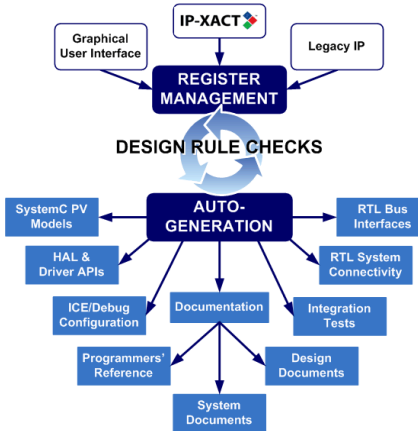 IP-XACT
Graphical
User Interface
Legacy IP
REGISTER
MANAGEMENT
DESIGN RULE CHECKS
AUTO-
GENERATION
SystemC PV
Models
RTL Bus
Interfaces
HAL &
Driver APIs
RTL System
Connectivity
ICE/Debug
Configuration
Documentation
Integration
Tests
Programmers'
Reference
Design
Documents
System
Documents